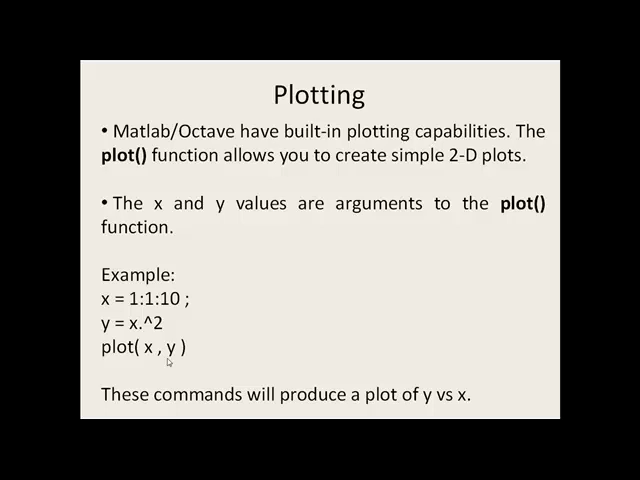 Plotting
• Matlab/Octave have built-in plotting capabilities. The
plot() function allows you to create simple 2-D plots.
• The x and y values are arguments to the plot()
function.
Example:
x = 1:1:10 ;
y = x.^2
plot( x , y )
These commands will produce a plot of y vs x.